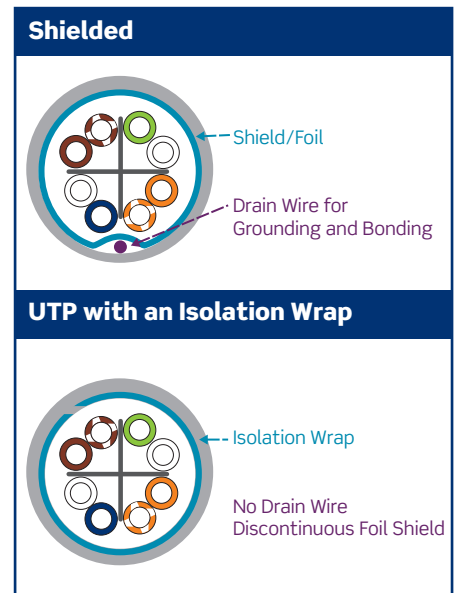 Shielded
Shield/Foil
Drain Wire for
Grounding and Bonding
UTP with an Isolation Wrap
Isolation Wrap
No Drain Wire
Discontinuous Foil Shield